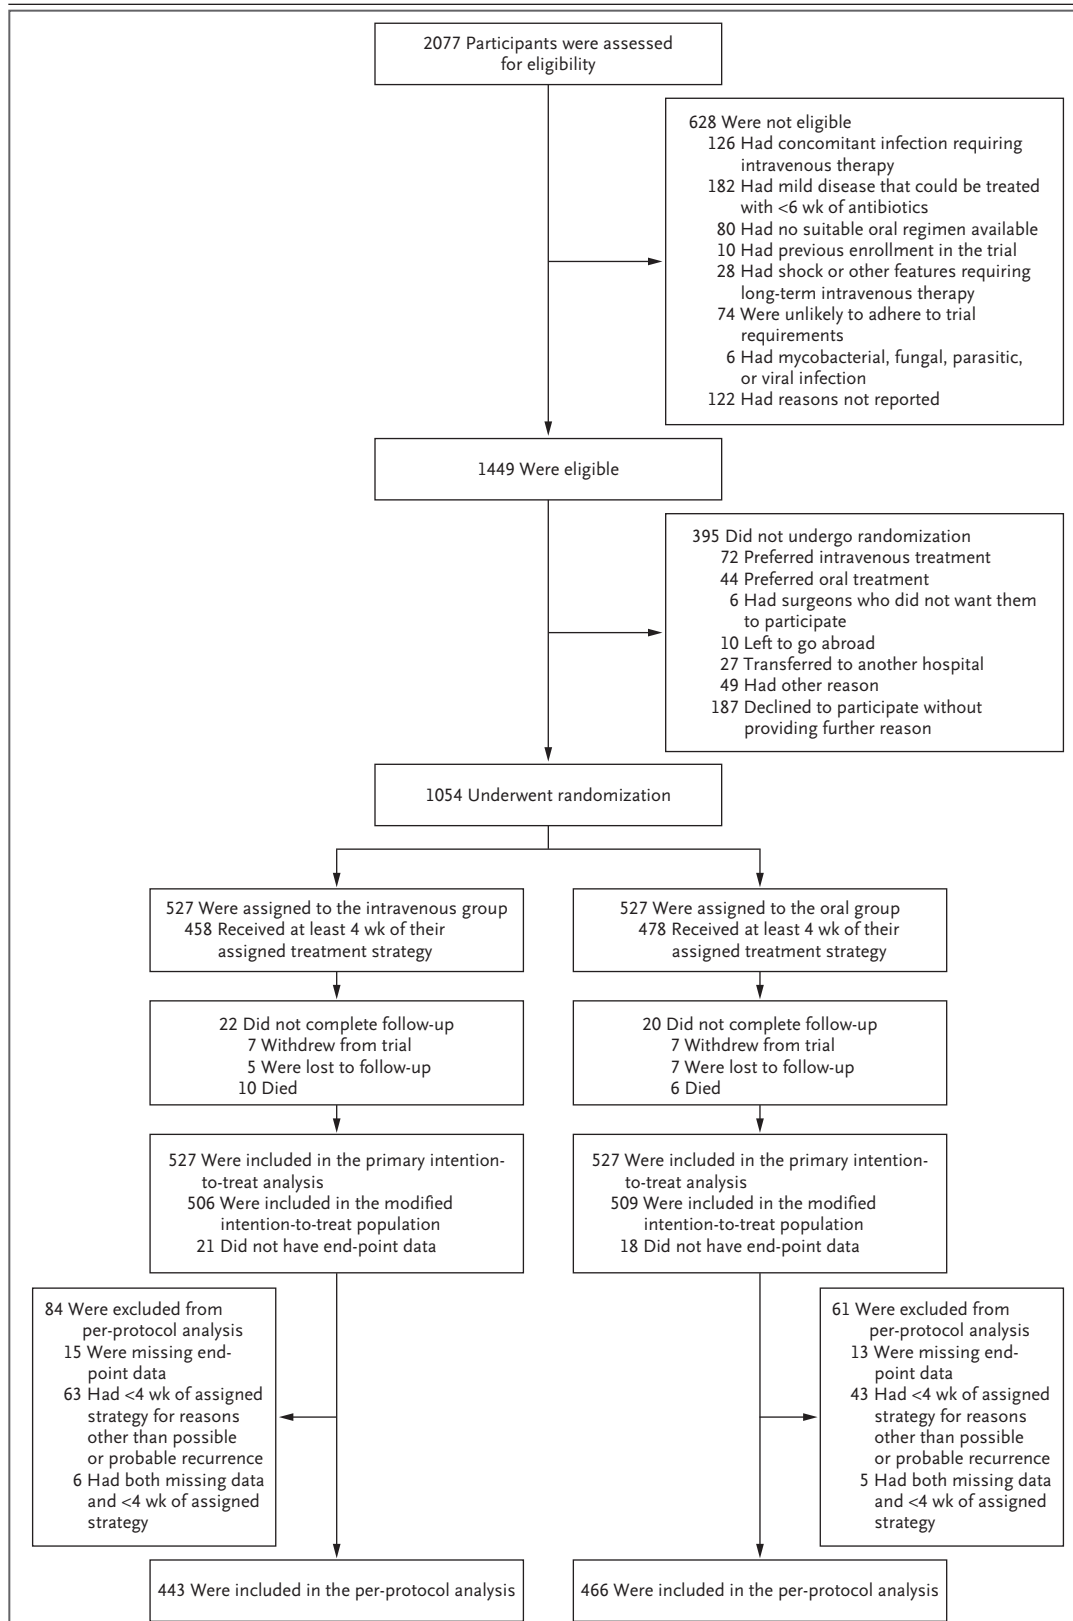 2077 Participants were assessed
for eligibility
628 Were not eligible
126 Had concomitant infection requiring
intravenous therapy
182 Had mild disease that could be treated
with <6 wk of antibiotics
80 Had no suitable oral regimen available
10 Had previous enrollment in the trial
28 Had shock or other features requiring
long-term intravenous therapy
74 Were unlikely to adhere to trial
requirements
6 Had mycobacterial, fungal, parasitic,
or viral infection
122 Had reasons not reported
1449 Were eligible
395 Did not undergo randomization
72 Preferred intravenous treatment
44 Preferred oral treatment
6 Had surgeons who did not want them
to participate
10 Left to go abroad
27 Transferred to another hospital
49 Had other reason
187 Declined to participate without
providing further reason
1054 Underwent randomization
527 Were assigned to the intravenous group
458 Received at least 4 wk of their
assigned treatment strategy
527 Were assigned to the oral group
478 Received at least 4 wk of their
assigned treatment strategy
22 Did not complete follow-up
7 Withdrew from trial
5 Were lost to follow-up
10 Died
20 Did not complete follow-up
7 Withdrew from trial
7 Were lost to follow-up
6 Died
527 Were included in the primary intention-
to-treat analysis
506 Were included in the modified
intention-to-treat population
21 Did not have end-point data
527 Were included in the primary intention-
to-treat analysis
509 Were included in the modified
intention-to-treat population
18 Did not have end-point data
84 Were excluded from
per-protocol analysis
15 Were missing end-
point data
63 Had <4 wk of assigned
strategy for reasons
other than possible
or probable recurrence
6 Had both missing data
and <4 wk of assigned
strategy
61 Were excluded from
per-protocol analysis
13 Were missing end-
point data
43 Had <4 wk of assigned
strategy for reasons
other than possible
or probable recurrence
5 Had both missing data
and <4 wk of assigned
strategy
443 Were included in the per-protocol analysis
466 Were included in the per-protocol analysis